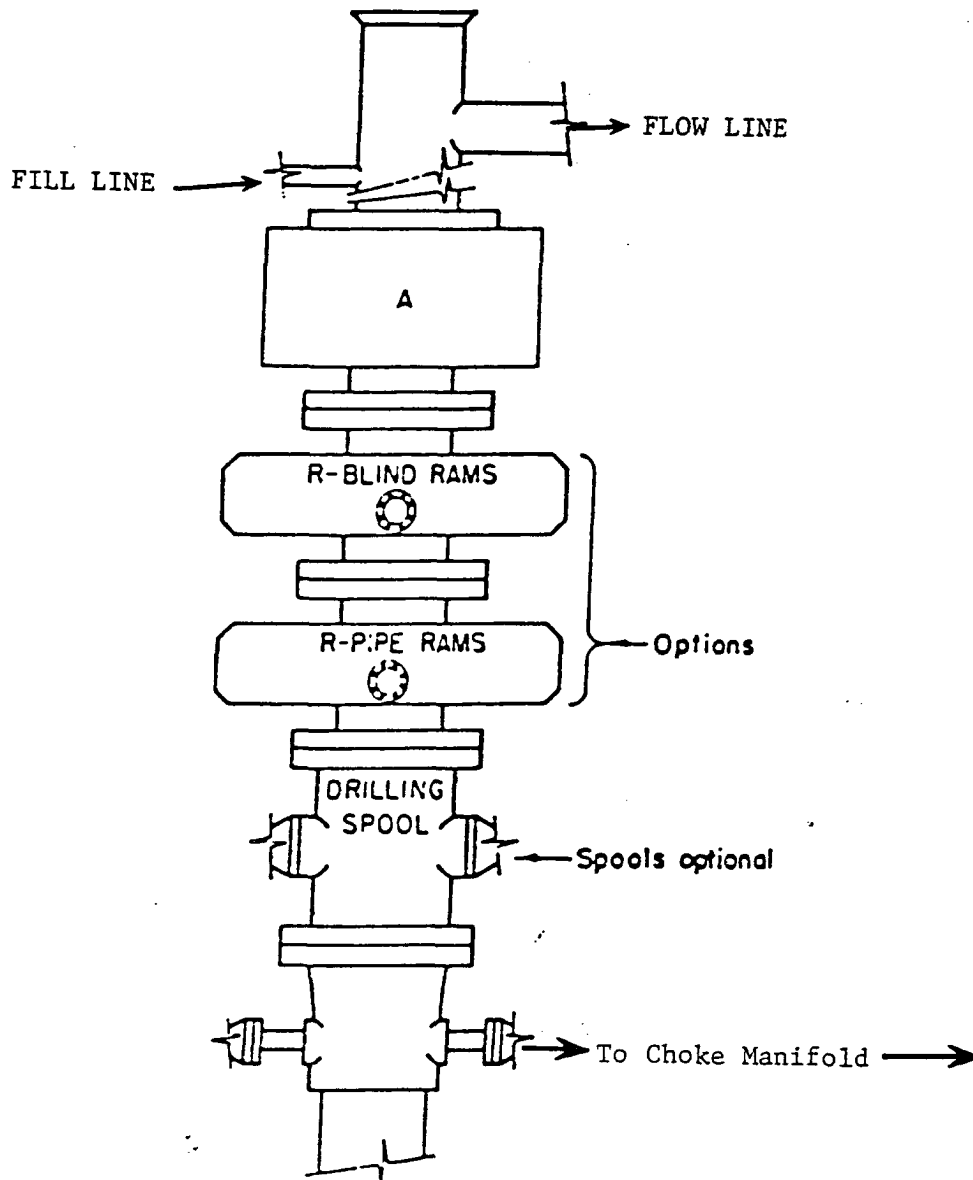 FLOW LINE
FILL LINE
A
R-BLIND RAMS
R-PIPE RAMS
Options
DRILLING
SPOOL
Spools optional
To Choke Manifold